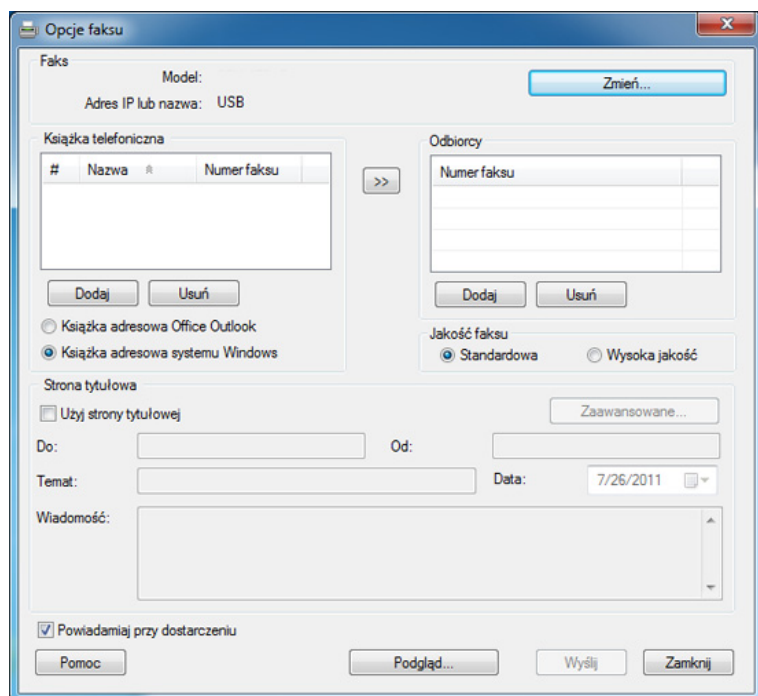 Opcje faksu
Faks
Model:
Zmień...
Adres IP lub nazwa: USB
Książka telefoniczna
# Nazwa Numer faksu
>>
Odbiorcy
Numer faksu
Dodaj Usuń
Dodaj Usuń
Książka adresowa Office Outlook
Książka adresowa systemu Windows
Jakość faksu
Standardowa Wysoka jakość
Strona tytułowa
Użyj strony tytułowej
Zaawansowane...
Do: Od:
Temat: Data: 7/26/2011
Wiadomość:
Powiadamiaj przy dostarczeniu
Pomoc Podgląd... Wyślij Zamknij